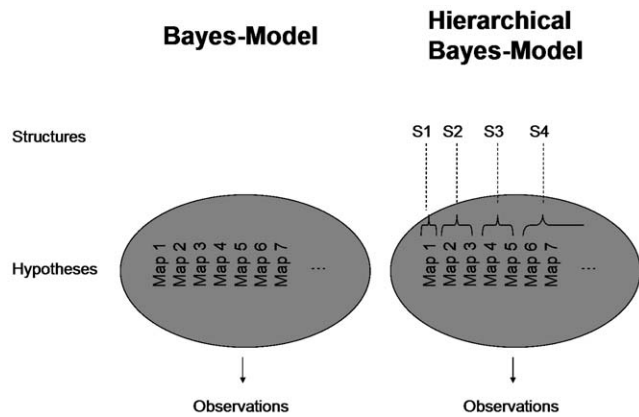 Bayes-Model
Hierarchical
Bayes-Model
Structures
S1 S2 S3 S4
Hypotheses
Map 1
Map 2
Map 3
Map 4
Map 5
Map 6
Map 7
...
Map 1
Map 2
Map 3
Map 4
Map 5
Map 6
Map 7
...
Observations
Observations